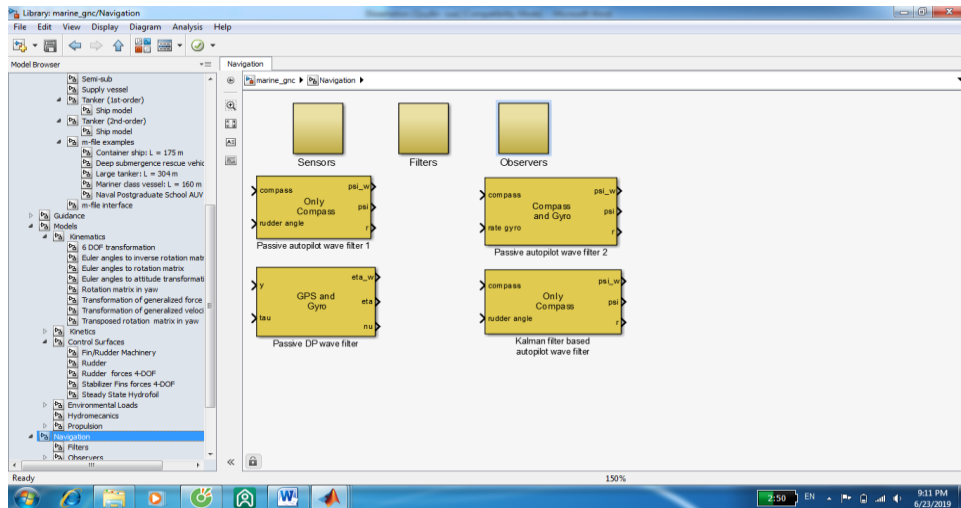 Library: marine_gnc/Navigation
File Edit View Display Diagram Analysis Help
Model Browser
Navigation
marine_gnc Navigation
Semi-sub
Supply vessel
Tanker (1st-order)
Ship model
Tanker (2nd-order)
Ship model
m-file examples
Container ship: L = 175 m
Deep submergence rescue vehic
Large tanker: L = 304 m
Mariner class vessel: L = 160 m
Naval Postgraduate School AUV
m-file interface
Guidance
Models
Kinematics
6 DOF transformation
Euler angles to inverse rotation matr
Euler angles to rotation matrix
Euler angles to attitude transformati
Rotation matrix in yaw
Transformation of generalized force
Transformation of generalized veloci
Transposed rotation matrix in yaw
Kinetics
Control Surfaces
Fin/Rudder Machinery
Rudder
Rudder forces 4-DOF
Stabilizer Fins forces 4-DOF
Steady State Hydrofoil
Environmental Loads
Hydromecanics
Propulsion
Navigation
Filters
Observers
Sensors
Filters
Observers
compass
rudder angle
Only
Compass
psi_w
psi
r
Passive autopilot wave filter 1
compass
rate gyro
Compass
and Gyro
psi_w
psi
r
Passive autopilot wave filter 2
y
tau
GPS and
Gyro
eta_w
eta
nu
Passive DP wave filter
compass
rudder angle
Only
Compass
psi_w
psi
r
Kalman filter based
autopilot wave filter
Ready
150%
2:50
EN
9:11 PM
6/23/2019